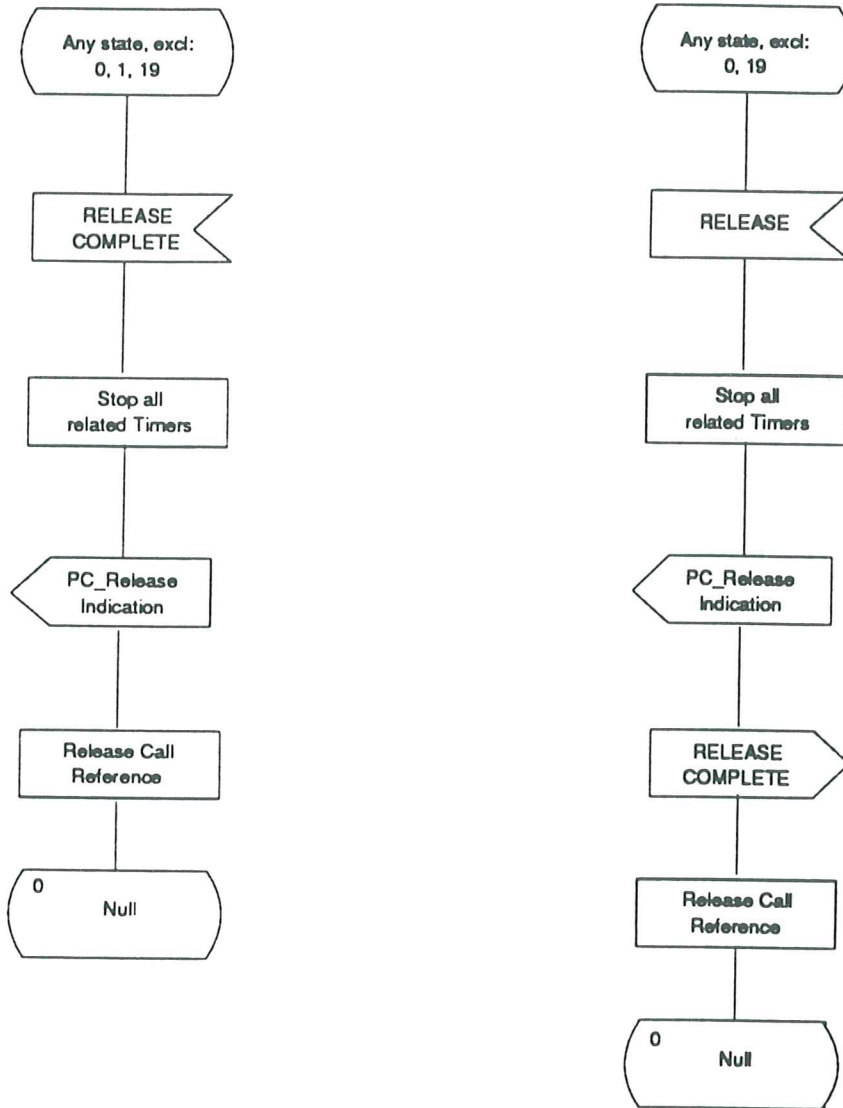 Any state, excl:
0, 1, 19
RELEASE
COMPLETE
Stop all
related Timers
PC_Release
Indication
Release Call
Reference
0
Null
Any state, excl:
0, 19
RELEASE
Stop all
related Timers
PC_Release
Indication
RELEASE
COMPLETE
Release Call
Reference
0
Null